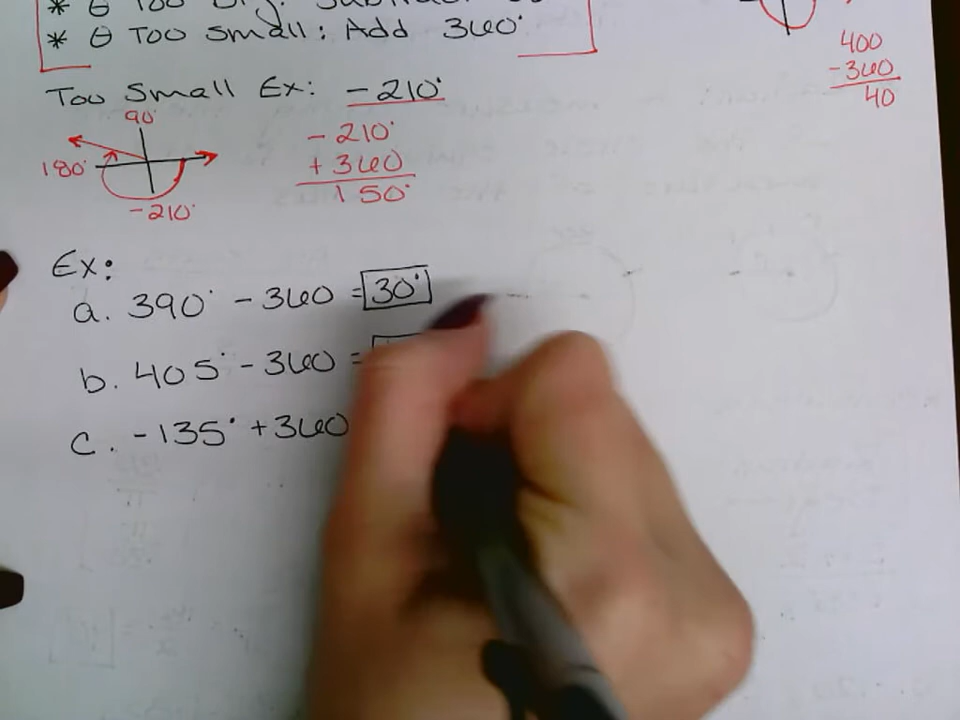 * θ Too
* θ Too Small: Add 360°
400
-360
40
Too Small Ex: -210°
90°
180°
-210°
-210°
+360
150°
Ex:
a. 390° - 360 = 30°
b. 405° - 360 =
c. -135° + 360